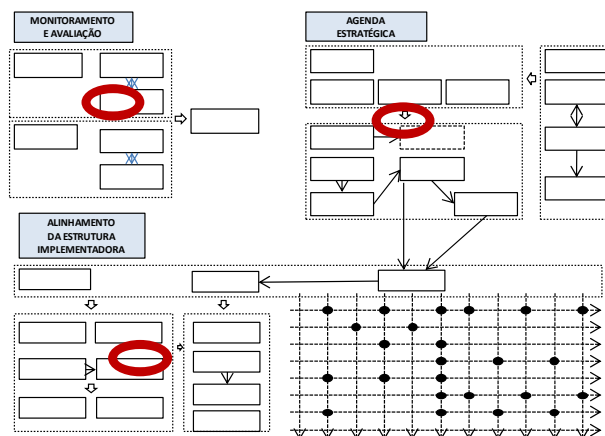 MONITORAMENTO
E AVALIAÇÃO
AGENDA
ESTRATÉGICA
ALINHAMENTO
DA ESTRUTURA
IMPLEMENTADORA